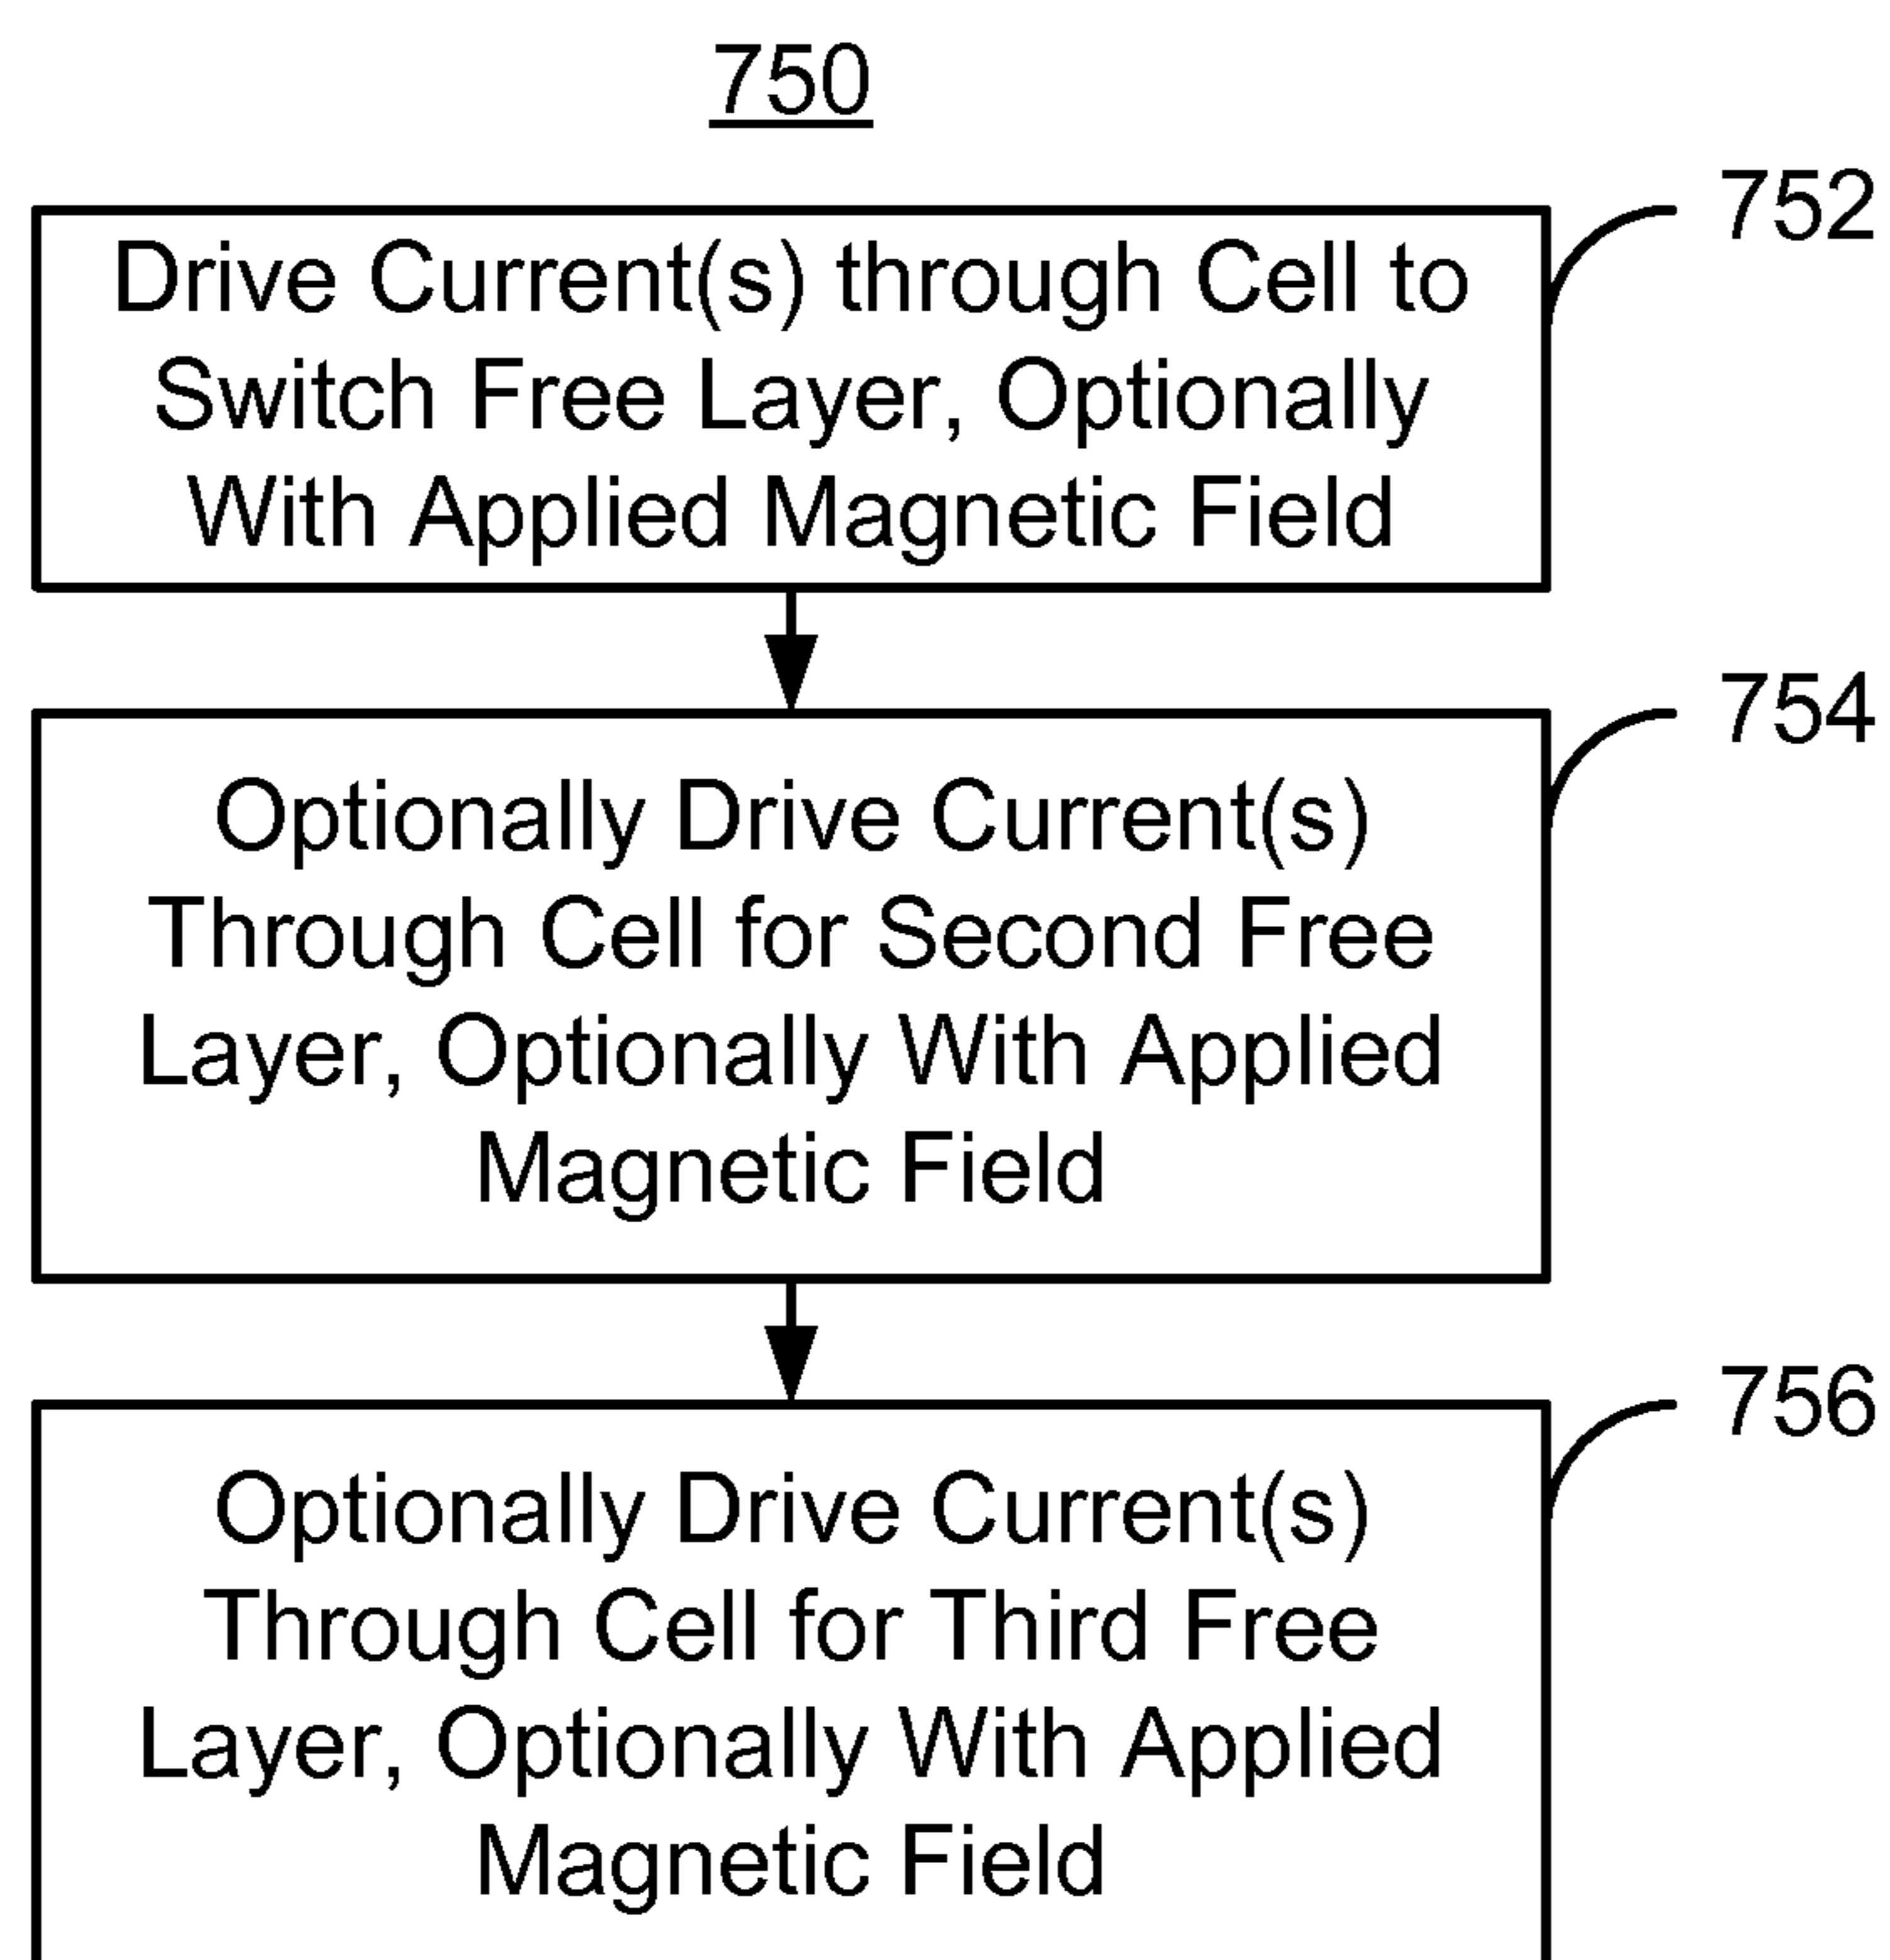 750
752
Drive Current(s) through Cell to
Switch Free Layer, Optionally
With Applied Magnetic Field
754
Optionally Drive Current(s)
Through Cell for Second Free
Layer, Optionally With Applied
Magnetic Field
756
Optionally Drive Current(s)
Through Cell for Third Free
Layer, Optionally With Applied
Magnetic Field